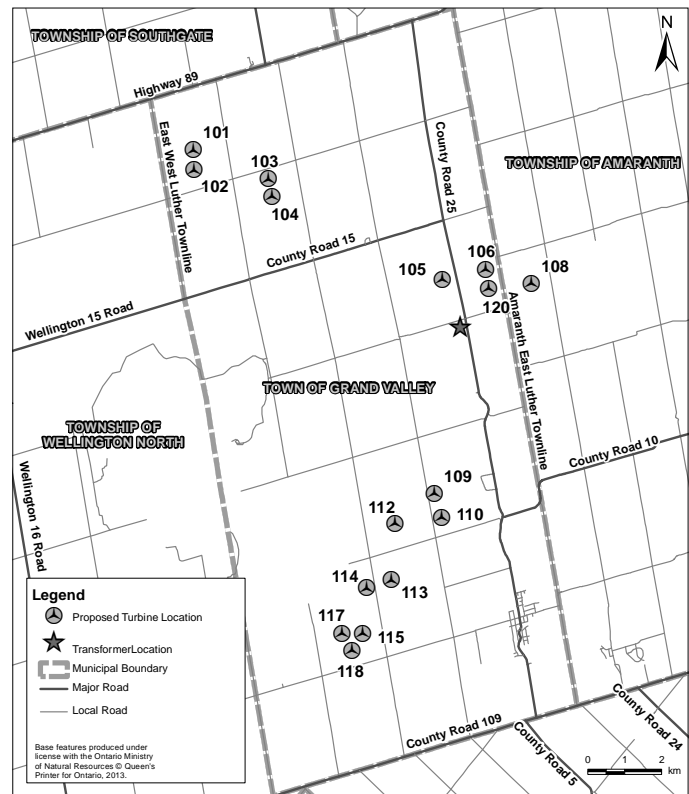 TOWNSHIP OF SOUTHGATE
N
Highway 89
101
102
103
104
East West Luther Townline
County Road 25
TOWNSHIP OF AMARANTH
County Road 15
105
106
108
120
Wellington 15 Road
Amaranth East Luther Townline
TOWN OF GRAND VALLEY
TOWNSHIP OF
WELLINGTON NORTH
County Road 10
Wellington 16 Road
109
110
112
113
114
117
115
118
Legend
Proposed Turbine Location
TransformerLocation
Municipal Boundary
Major Road
Local Road
Base features produced under
license with the Ontario Ministry
of Natural Resources © Queen's
Printer for Ontario, 2013.
County Road 109
County Road 5
County Road 24
0 1 2
km